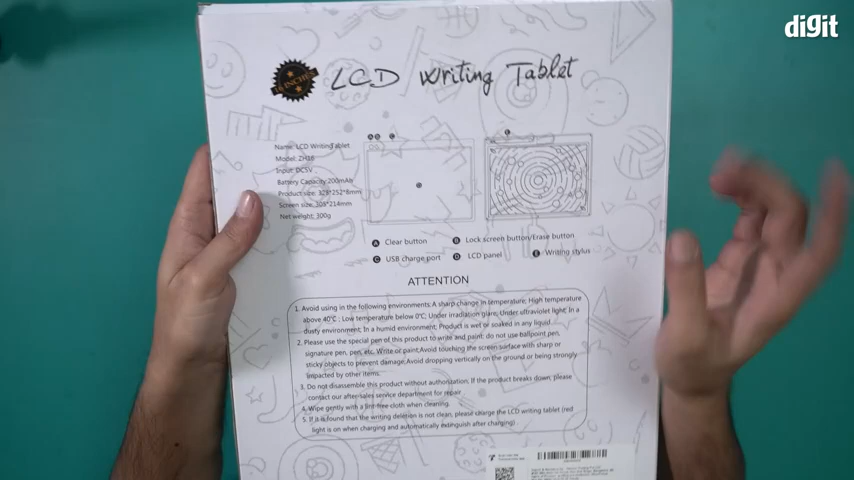 digit
16 INCHES
LCD Writing Tablet
A B C
E
Name: LCD Writing Tablet
Model: ZH16
Input: DC5V
Battery Capacity:200mAh
Product size: 328*252*8mm
Screen size: 305*214mm
Net weight: 300g
A Clear button B Lock screen button/Erase button
C USB charge port D LCD panel E Writing stylus
ATTENTION
1. Avoid using in the following environments: A sharp change in temperature; High temperature
above 40°C ; Low temperature below 0°C; Under irradiation glare; Under ultraviolet light; In a
dusty environment; In a humid environment; Product is wet or soaked in any liquid.
2. Please use the special pen of this product to write and paint: do not use ballpoint pen,
signature pen, pen, etc. Write or paint.Avoid touching the screen surface with sharp or
sticky objects to prevent damage.Avoid dropping vertically on the ground or being strongly
impacted by other items.
3. Do not disassemble this product without authorization; If the product breaks down, please
contact our after-sales service department for repair.
4. Wipe gently with a lint-free cloth when cleaning.
5. If it is found that the writing deletion is not clean, please charge the LCD writing tablet (red
light is on when charging and automatically extinguish after charging)